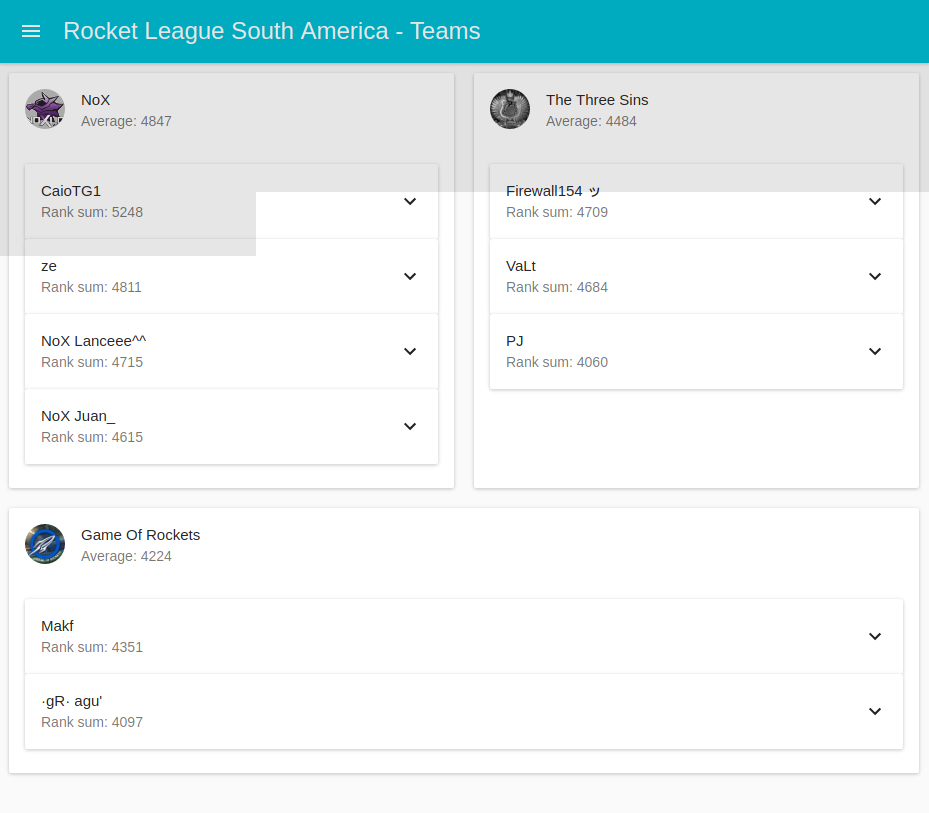 Rocket League South America - Teams
NoX
Average: 4847
CaioTG1
Rank sum: 5248
ze
Rank sum: 4811
NoX Lanceee^^
Rank sum: 4715
NoX Juan_
Rank sum: 4615
The Three Sins
Average: 4484
Firewall154 ッ
Rank sum: 4709
VaLt
Rank sum: 4684
PJ
Rank sum: 4060
Game Of Rockets
Average: 4224
Makf
Rank sum: 4351
·gR· agu'
Rank sum: 4097